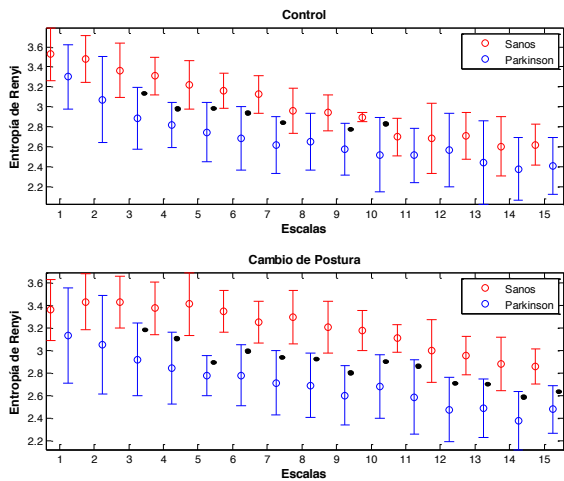 Control
Entropía de Renyi
3.6
3.4
3.2
3
2.8
2.6
2.4
2.2
Sanos
Parkinson
1 2 3 4 5 6 7 8 9 10 11 12 13 14 15
Escalas
Cambio de Postura
Entropía de Renyi
3.6
3.4
3.2
3
2.8
2.6
2.4
2.2
Sanos
Parkinson
1 2 3 4 5 6 7 8 9 10 11 12 13 14 15
Escalas